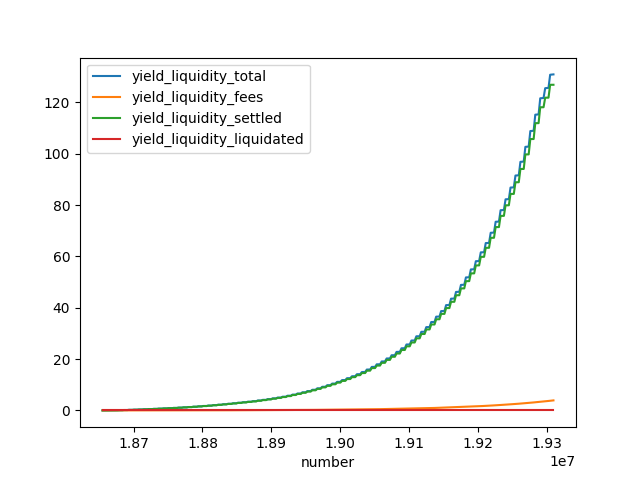 yield_liquidity_total
yield_liquidity_fees
yield_liquidity_settled
yield_liquidity_liquidated
120
100
80
60
40
20
0
1.87 1.88 1.89 1.90 1.91 1.92 1.93
1e7
number